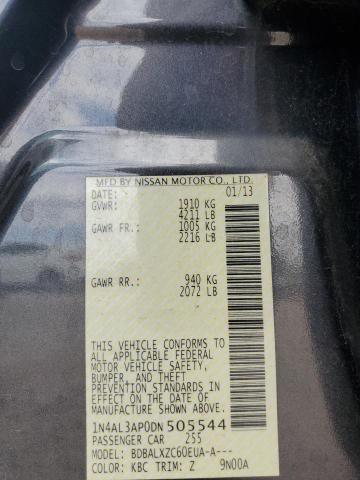 MFD BY NISSAN MOTOR CO., LTD.
DATE: 01/13
GVWR: 1910 KG
4211 LB
GAWR FR.: 1005 KG
2216 LB
GAWR RR.: 940 KG
2072 LB
THIS VEHICLE CONFORMS TO
ALL APPLICABLE FEDERAL
MOTOR VEHICLE SAFETY,
BUMPER, AND THEFT
PREVENTION STANDARDS IN
EFFECT ON THE DATE OF
MANUFACTURE SHOWN ABOVE.
1N4AL3AP0DN505544
PASSENGER CAR 255
BDBALXZC60EUA-A---
COLOR: KBC TRIM: Z 9N00A